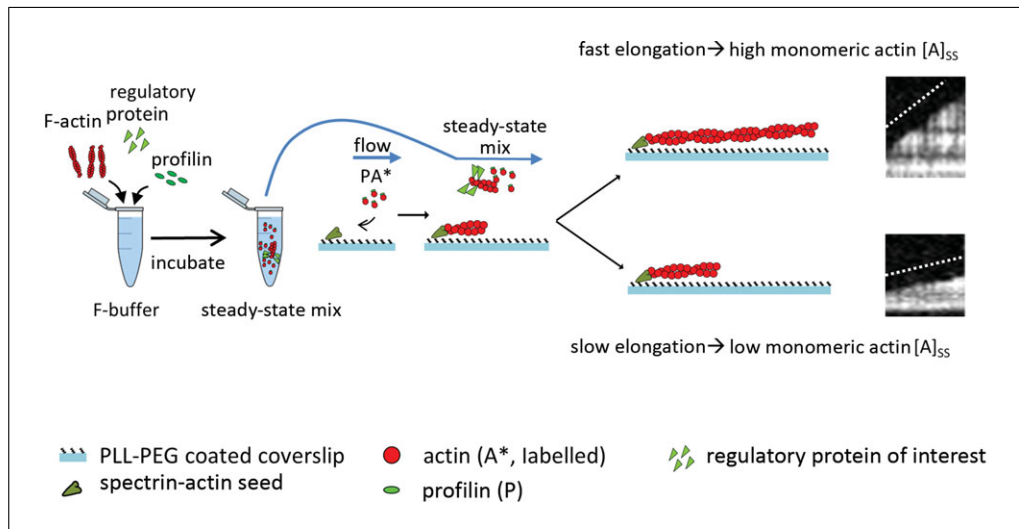 fast elongation→ high monomeric actin [A]SS
regulatory
protein
F-actin
profilin
flow
PA*
steady-state
mix
incubate
F-buffer
steady-state mix
slow elongation→ low monomeric actin [A]SS
PLL-PEG coated coverslip
actin (A*, labelled)
regulatory protein of interest
spectrin-actin seed
profilin (P)